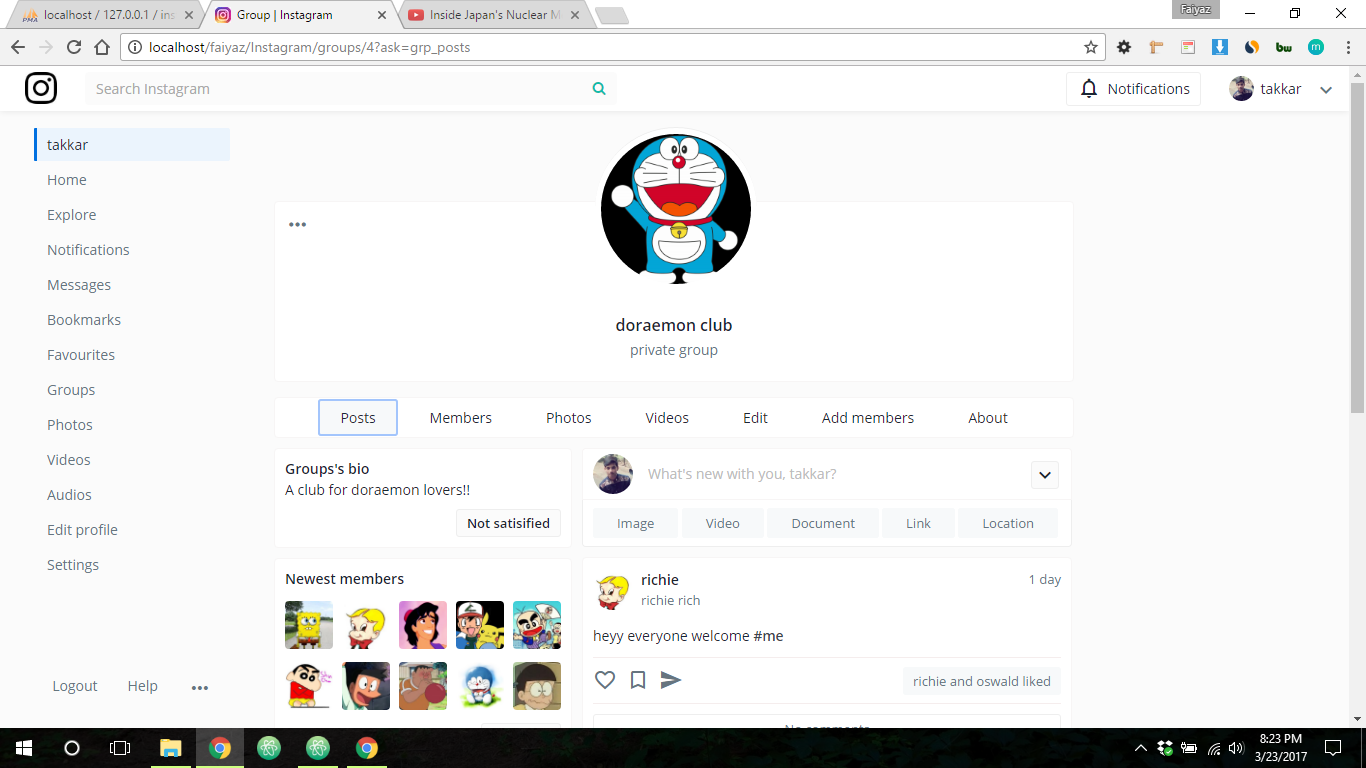 localhost / 127.0.0.1 / ins
Group | Instagram
Inside Japan's Nuclear M
Faiyaz
localhost/faiyaz/Instagram/groups/4?ask=grp_posts
Search Instagram
Notifications
takkar
takkar
Home
Explore
Notifications
Messages
Bookmarks
Favourites
Groups
Photos
Videos
Audios
Edit profile
Settings
Logout Help
doraemon club
private group
Posts Members Photos Videos Edit Add members About
Groups's bio
A club for doraemon lovers!!
Not satisified
What's new with you, takkar?
Image Video Document Link Location
Newest members
richie
1 day
richie rich
heyy everyone welcome #me
richie and oswald liked
No comments
8:23 PM
3/23/2017